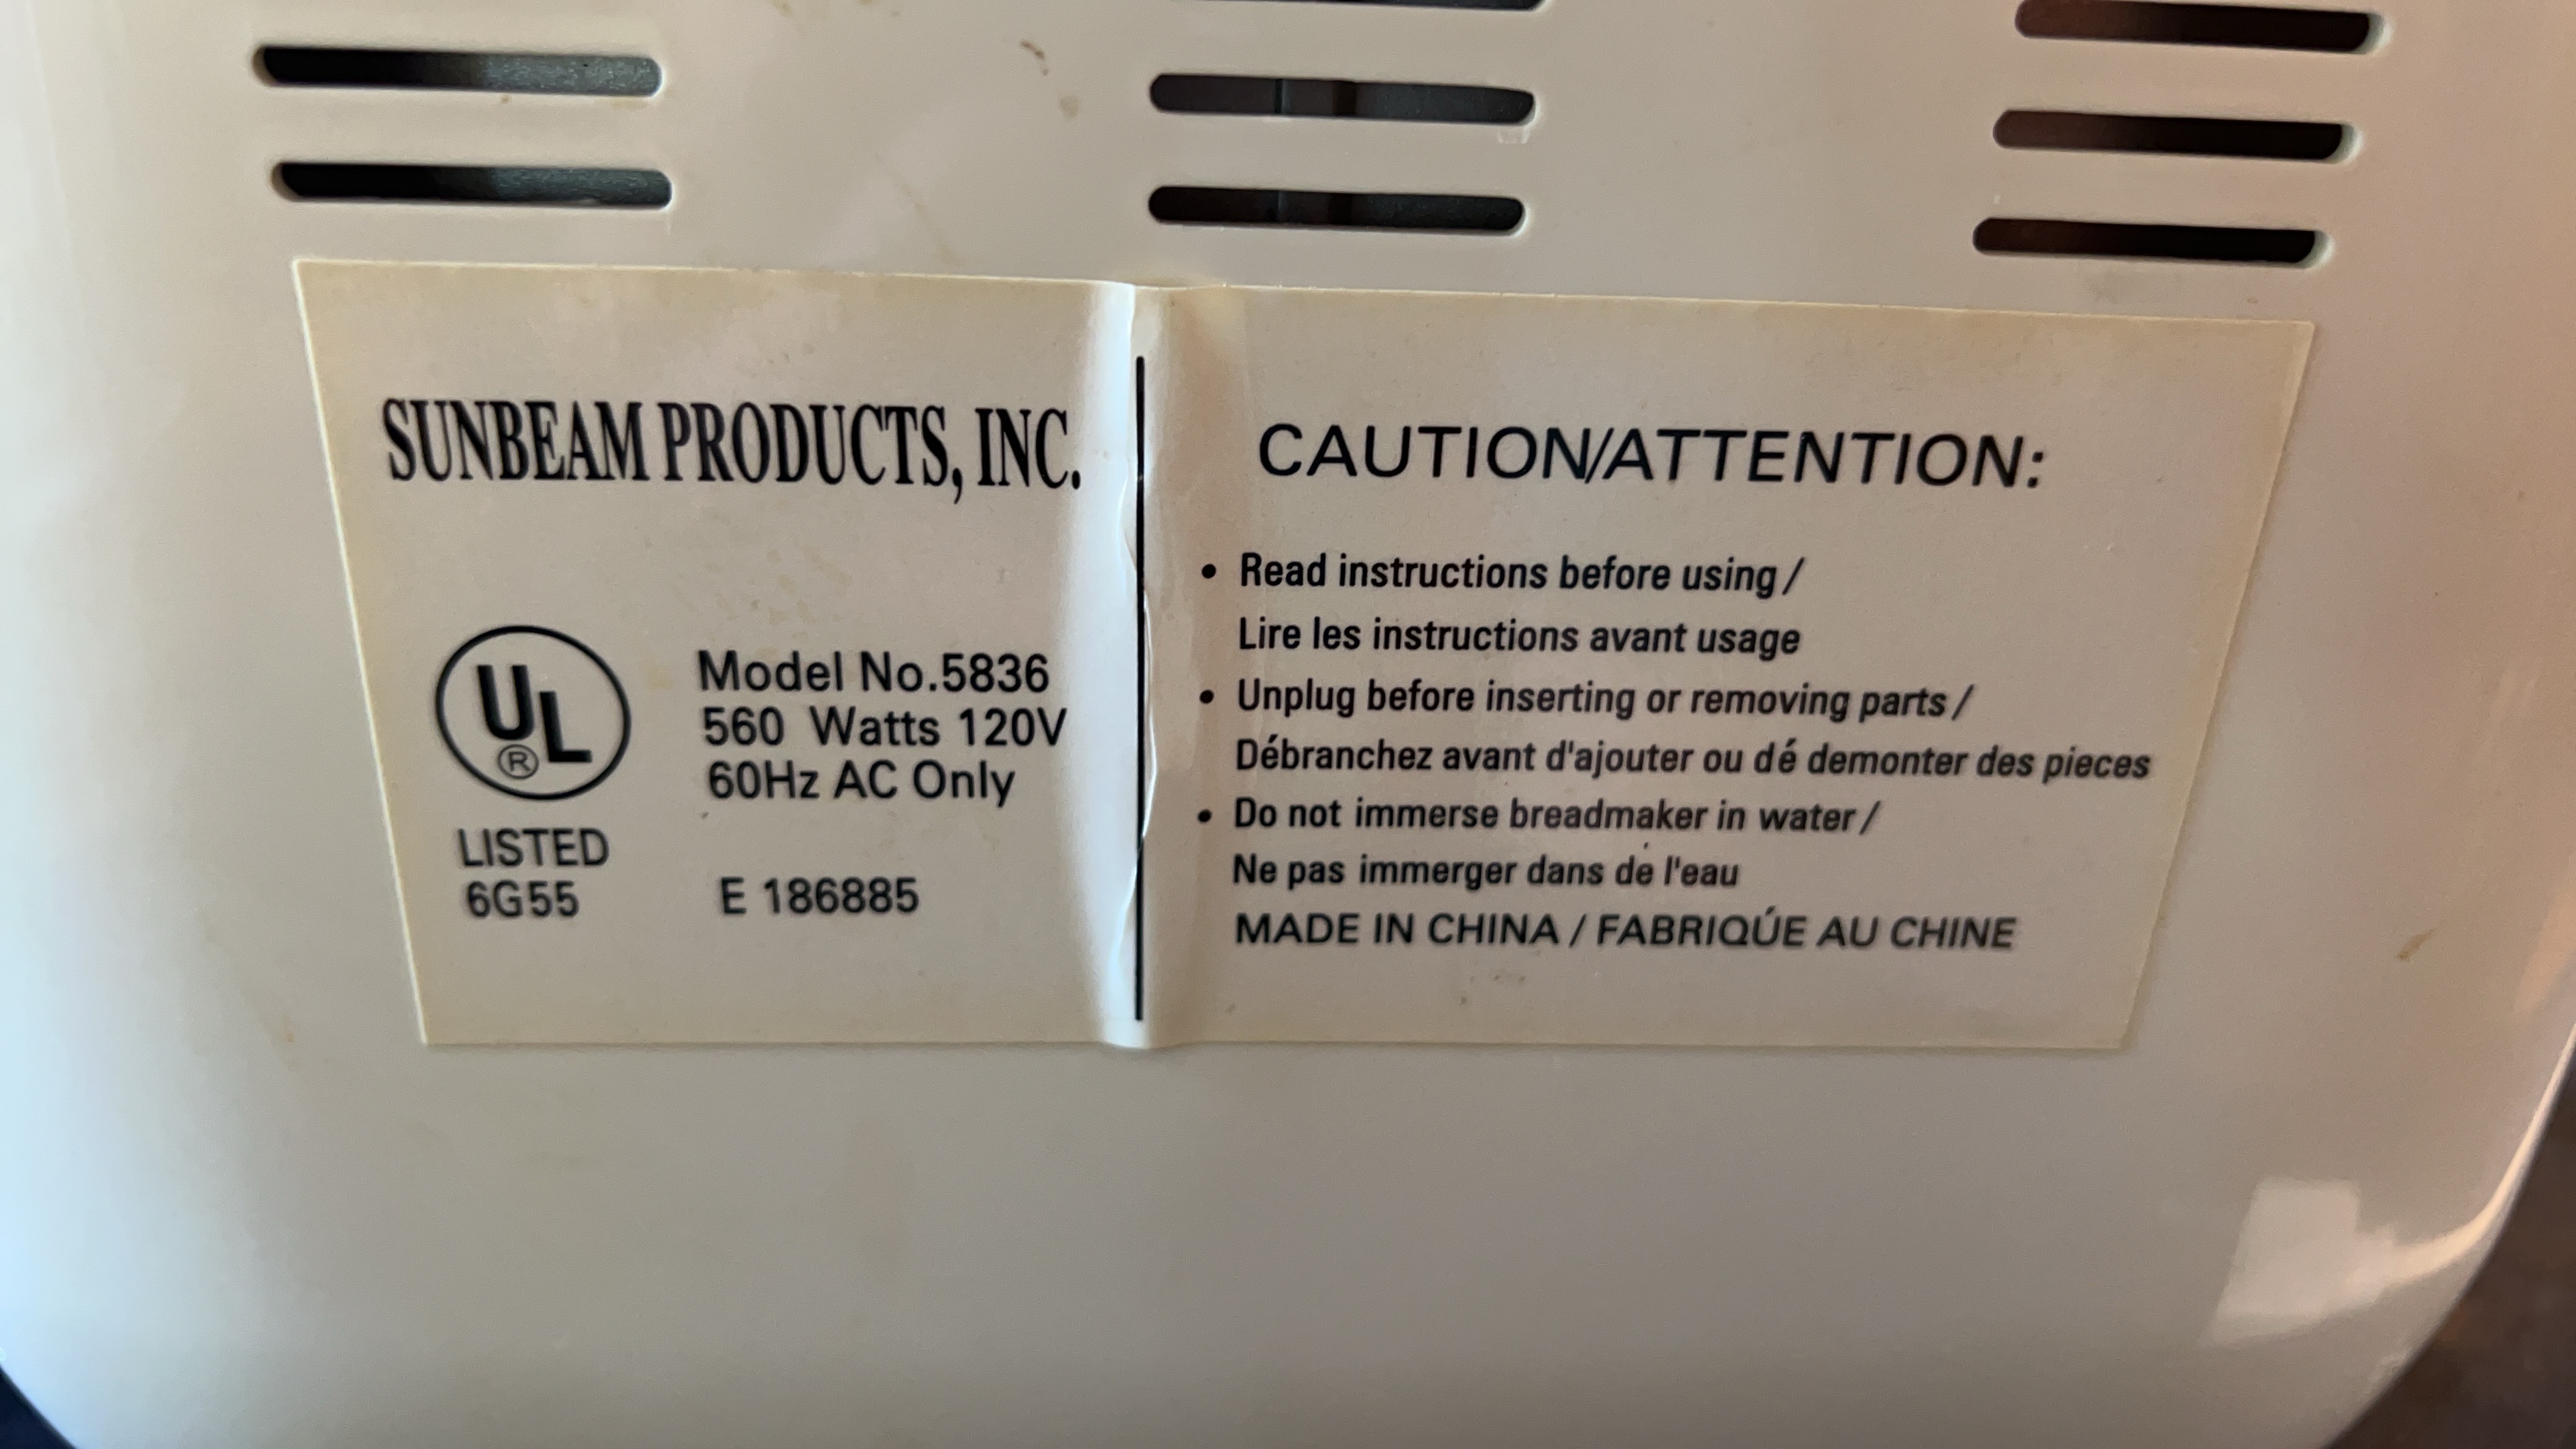 SUNBEAM PRODUCTS, INC.
UL
®
LISTED
6G55
Model No.5836
560 Watts 120V
60Hz AC Only
E 186885
CAUTION/ATTENTION:
• Read instructions before using /
Lire les instructions avant usage
• Unplug before inserting or removing parts /
Débranchez avant d'ajouter ou dé demonter des pieces
• Do not immerse breadmaker in water /
Ne pas immerger dans de l'eau
MADE IN CHINA / FABRIQÚE AU CHINE